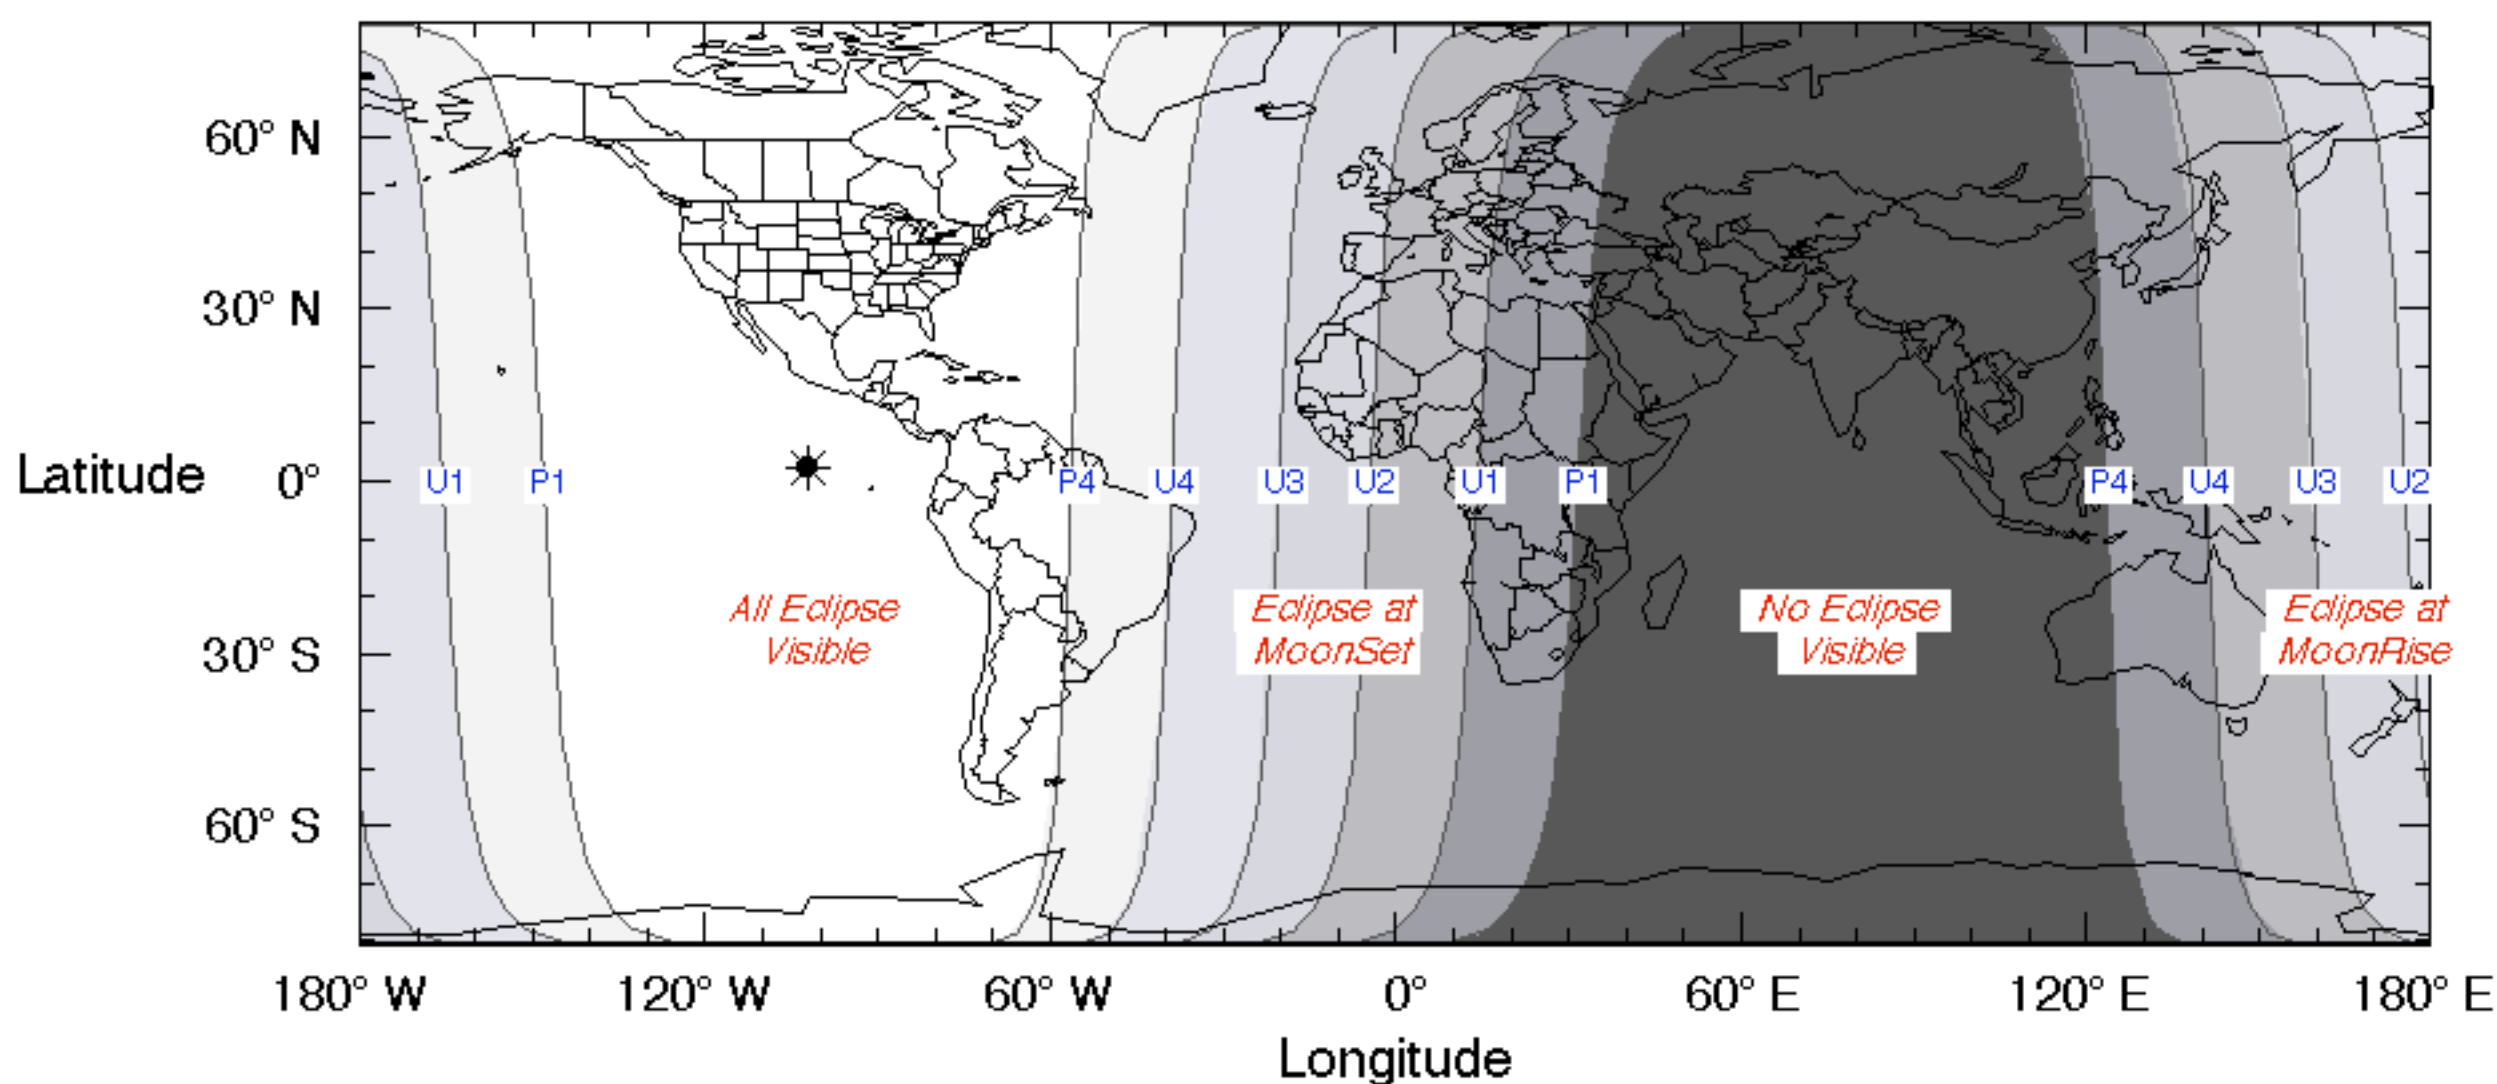 60° N
30° N
Latitude 0° U1 P1 P4 U4 U3 U2 U1 P1 P4 U4 U3 U2
All Eclipse Eclipse at No Eclipse Eclipse at
Visible MoonSet Visible MoonRise
30° S
60° S
180° W 120° W 60° W 0° 60° E 120° E 180° E
Longitude